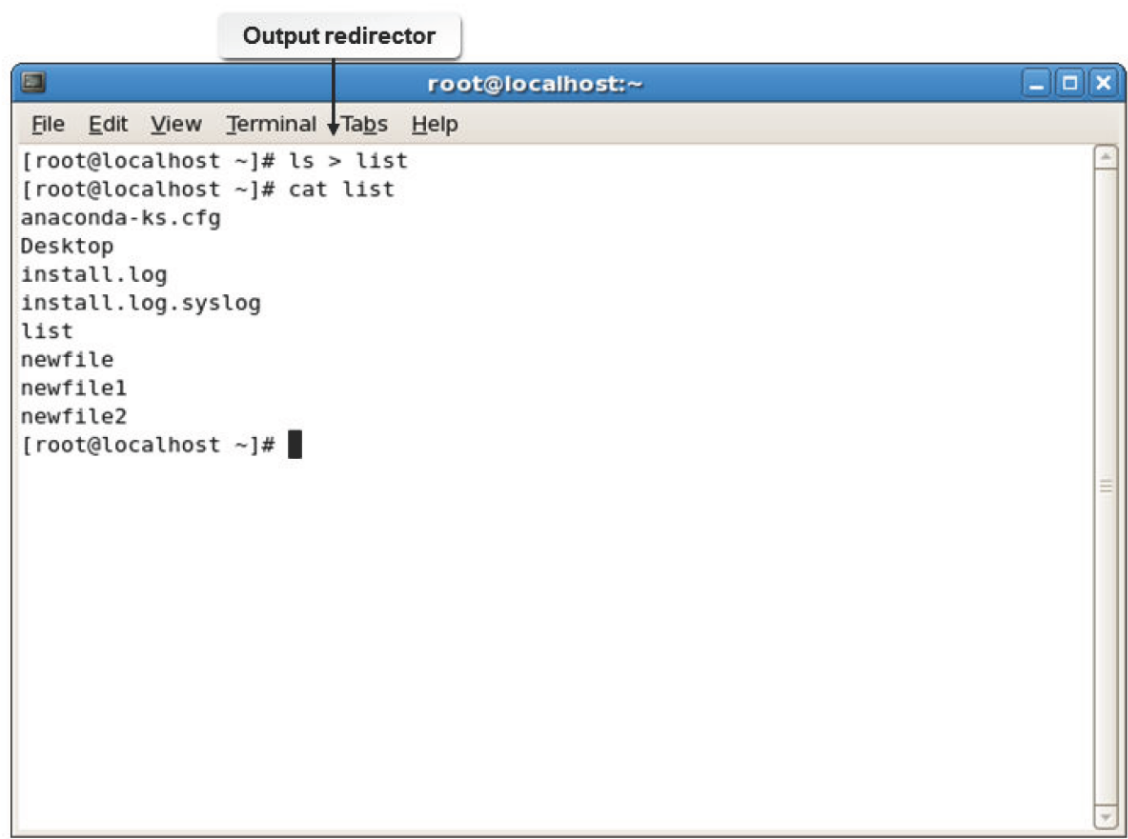 Output redirector
root@localhost:~
File Edit View Terminal Tabs Help
[root@localhost ~]# ls > list
[root@localhost ~]# cat list
anaconda-ks.cfg
Desktop
install.log
install.log.syslog
list
newfile
newfile1
newfile2
[root@localhost ~]#